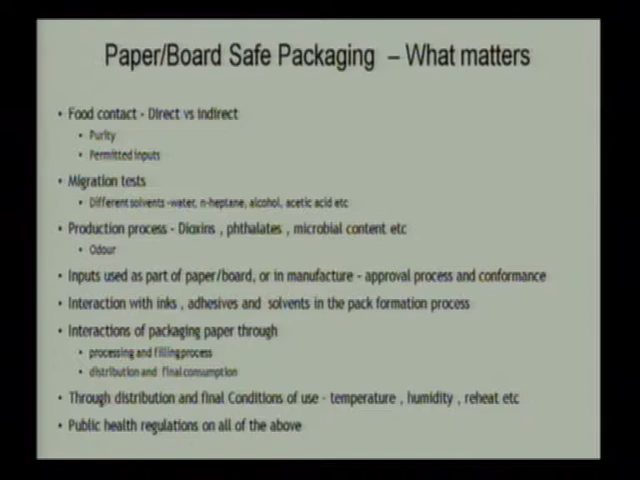 Paper/Board Safe Packaging – What matters
• Food contact - Direct vs indirect
• Purity
• Permitted inputs
• Migration tests
• Different solvents -water, n-heptane, alcohol, acetic acid etc
• Production process - Dioxins , phthalates , microbial content etc
• Odour
• Inputs used as part of paper/board, or in manufacture - approval process and conformance
• Interaction with inks , adhesives and solvents in the pack formation process
• Interactions of packaging paper through
• processing and filling process
• distribution and final consumption
• Through distribution and final Conditions of use - temperature , humidity , reheat etc
• Public health regulations on all of the above